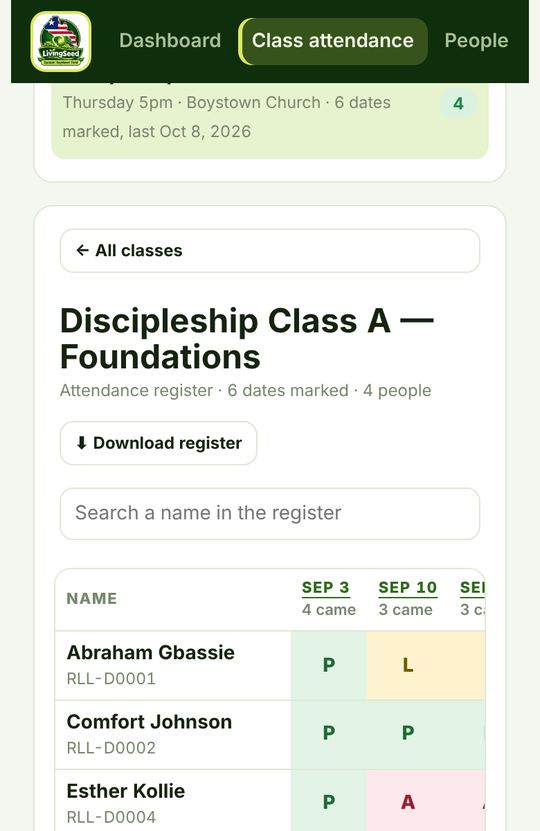 LivingSeed
Dashboard
Class attendance
People
Thursday 5pm · Boystown Church · 6 dates
marked, last Oct 8, 2026
4
← All classes
Discipleship Class A —
Foundations
Attendance register · 6 dates marked · 4 people
⬇ Download register
Search a name in the register
NAME
SEP 3
SEP 10
4 came
3 came
Abraham Gbassie
P
L
RLL-D0001
Comfort Johnson
P
P
RLL-D0002
Esther Kollie
P
A
RLL-D0004